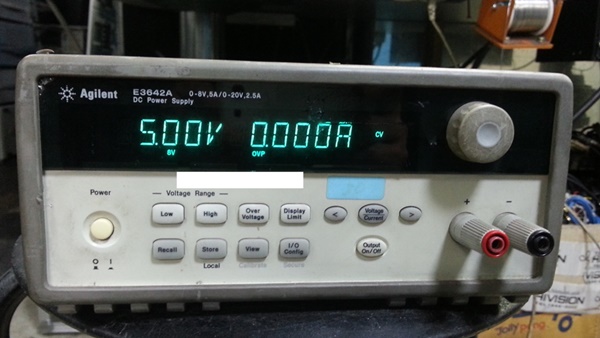 Agilent E3642A 0-8V,5A/0-20V,2.5A
DC Power Supply
5.00V 0.000A CV
8V OVP
Power
Voltage Range
Low High Over Voltage Display Limit < Voltage Current >
Recall Store View I/O Config Output On/Off
Local Calibrate Secure
+ -
O I
HIVISION